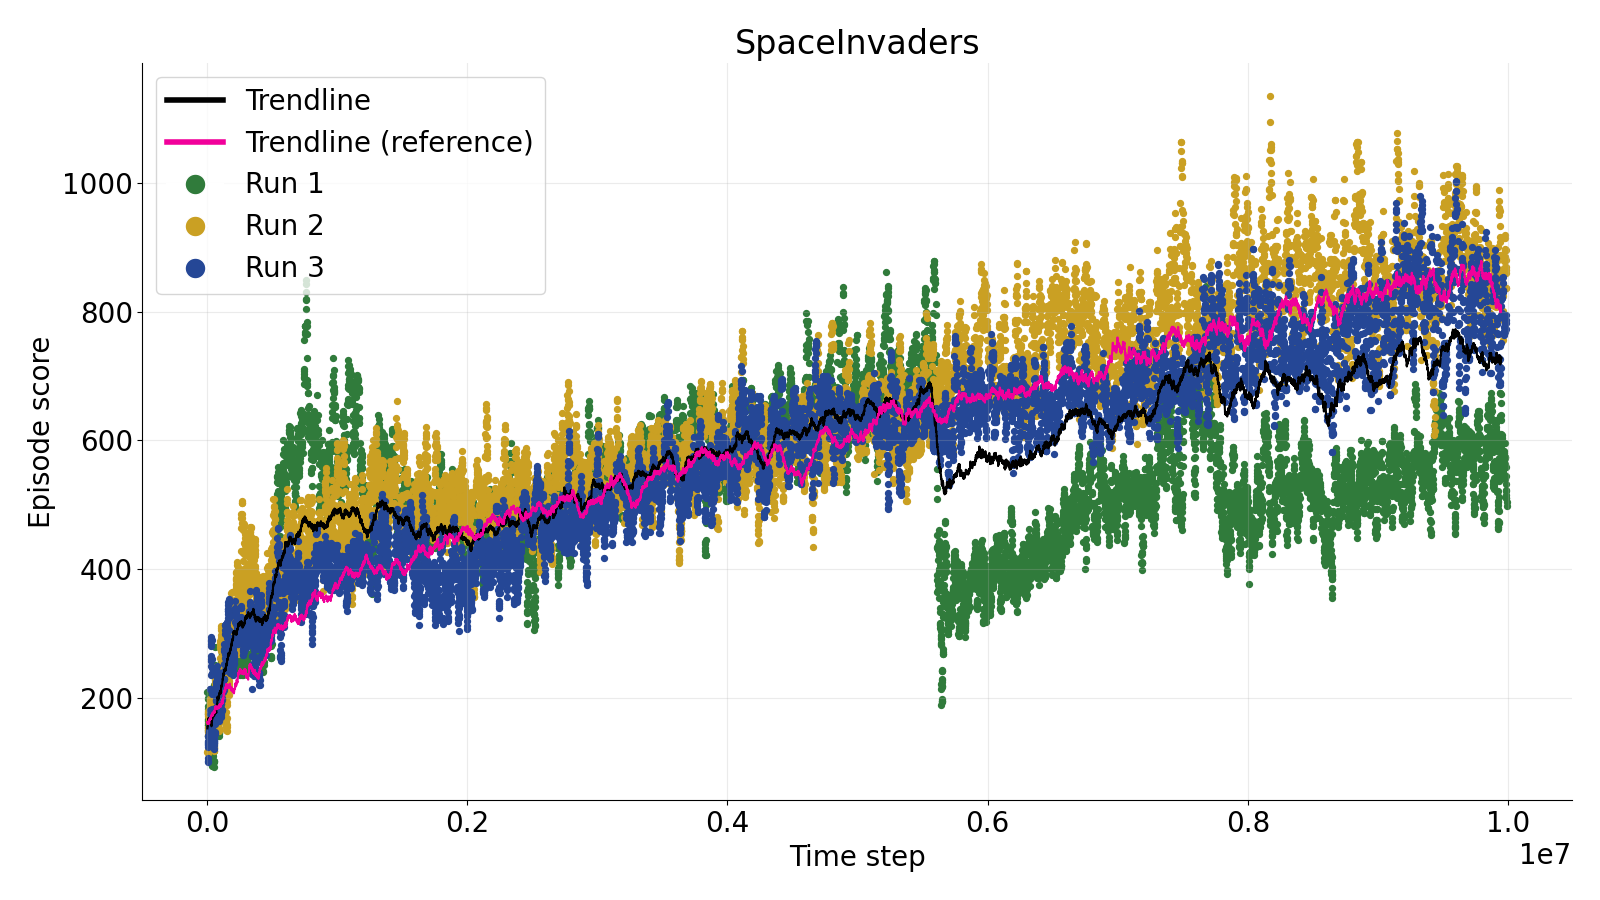 SpaceInvaders
Trendline
Trendline (reference)
Run 1
Run 2
Run 3
Episode score
1000
800
600
400
200
0.0 0.2 0.4 0.6 0.8 1.0
1e7
Time step